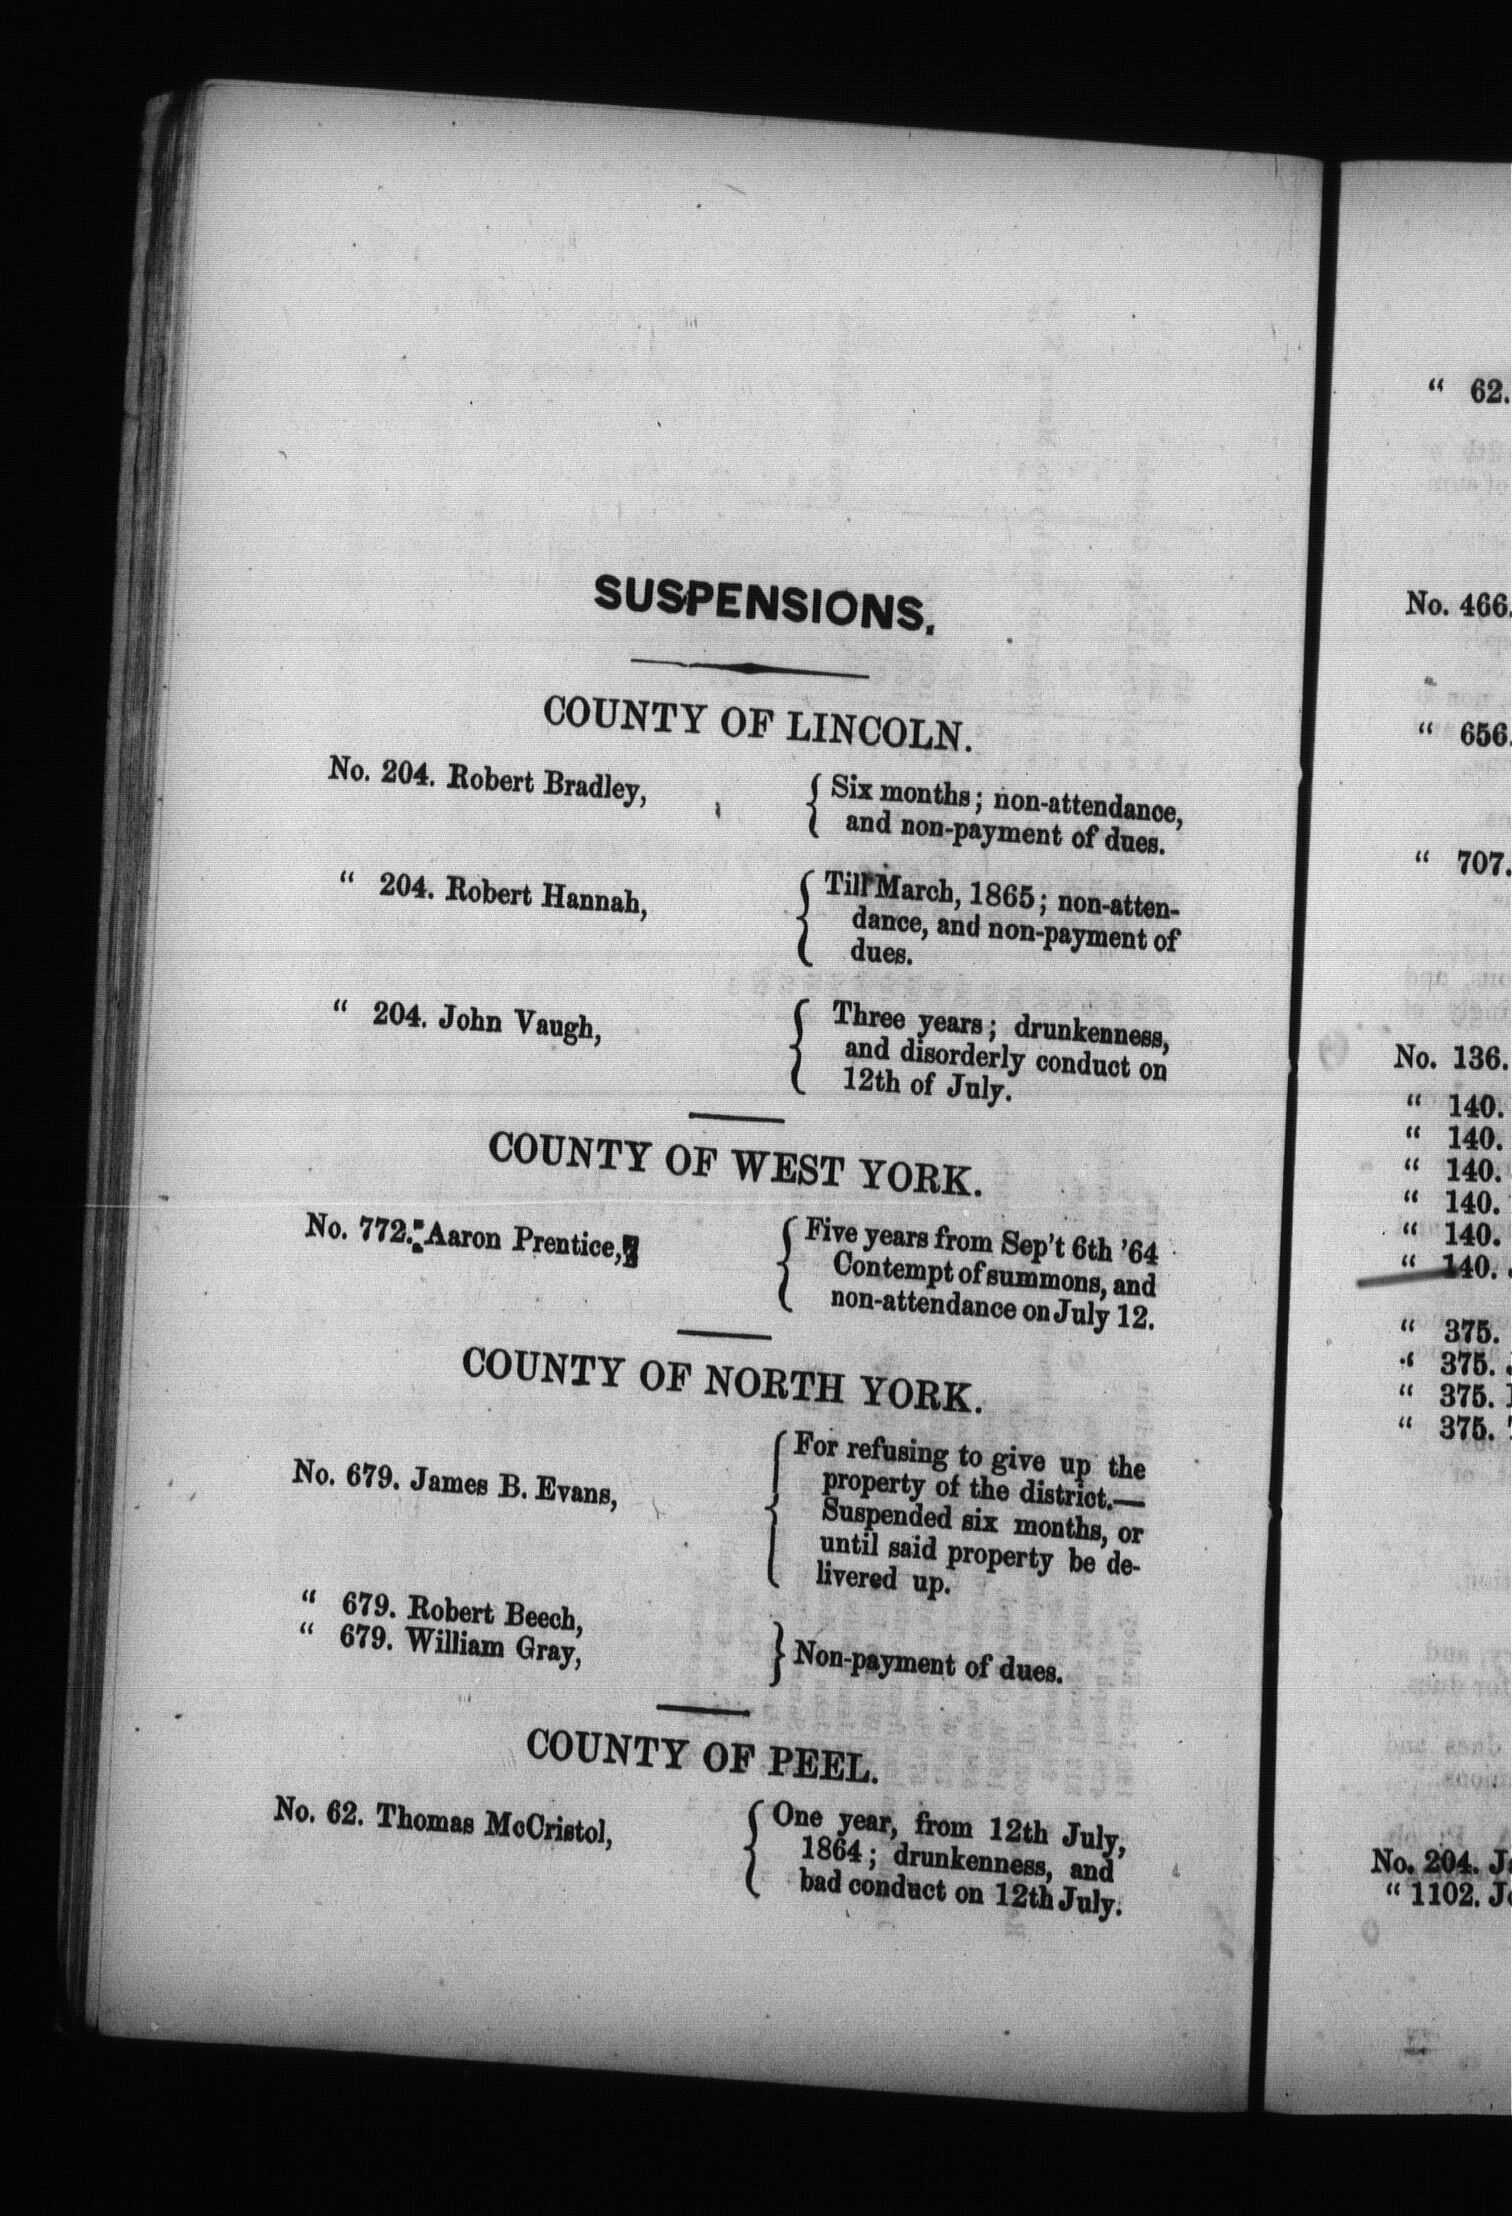 SUSPENSIONS.
COUNTY OF LINCOLN.
No. 204. Robert Bradley, { Six months; non-attendance,
and non-payment of dues.
“ 204. Robert Hannah, { Till March, 1865; non-atten-
dance, and non-payment of
dues.
“ 204. John Vaugh, { Three years; drunkenness,
and disorderly conduct on
12th of July.
COUNTY OF WEST YORK.
No. 772. Aaron Prentice, { Five years from Sep't 6th '64
Contempt of summons, and
non-attendance on July 12.
COUNTY OF NORTH YORK.
No. 679. James B. Evans, { For refusing to give up the
property of the district.—
Suspended six months, or
until said property be de-
livered up.
“ 679. Robert Beech,
“ 679. William Gray, } Non-payment of dues.
COUNTY OF PEEL.
No. 62. Thomas McCristol, { One year, from 12th July,
1864; drunkenness, and
bad conduct on 12th July.
“ 62.
No. 466.
“ 656.
“ 707.
No. 136.
“ 140.
“ 140.
“ 140.
“ 140.
“ 140.
“ 140.
“ 375.
“ 375.
“ 375.
“ 375.
No. 204.
“ 1102.